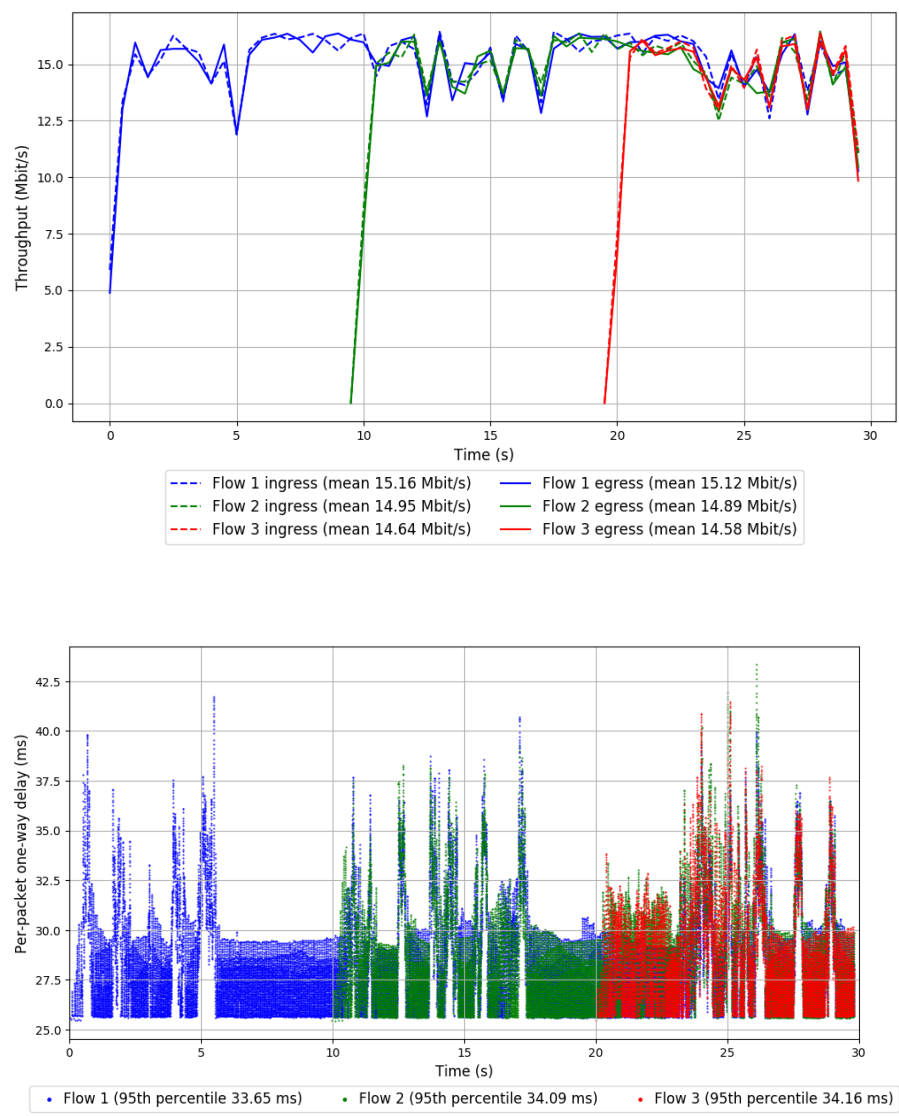 15.0
12.5
10.0
7.5
5.0
2.5
0.0
Throughput (Mbit/s)
0 5 10 15 20 25 30
Time (s)
Flow 1 ingress (mean 15.16 Mbit/s) Flow 1 egress (mean 15.12 Mbit/s)
Flow 2 ingress (mean 14.95 Mbit/s) Flow 2 egress (mean 14.89 Mbit/s)
Flow 3 ingress (mean 14.64 Mbit/s) Flow 3 egress (mean 14.58 Mbit/s)
42.5
40.0
37.5
35.0
32.5
30.0
27.5
25.0
Per-packet one-way delay (ms)
0 5 10 15 20 25 30
Time (s)
Flow 1 (95th percentile 33.65 ms) Flow 2 (95th percentile 34.09 ms) Flow 3 (95th percentile 34.16 ms)